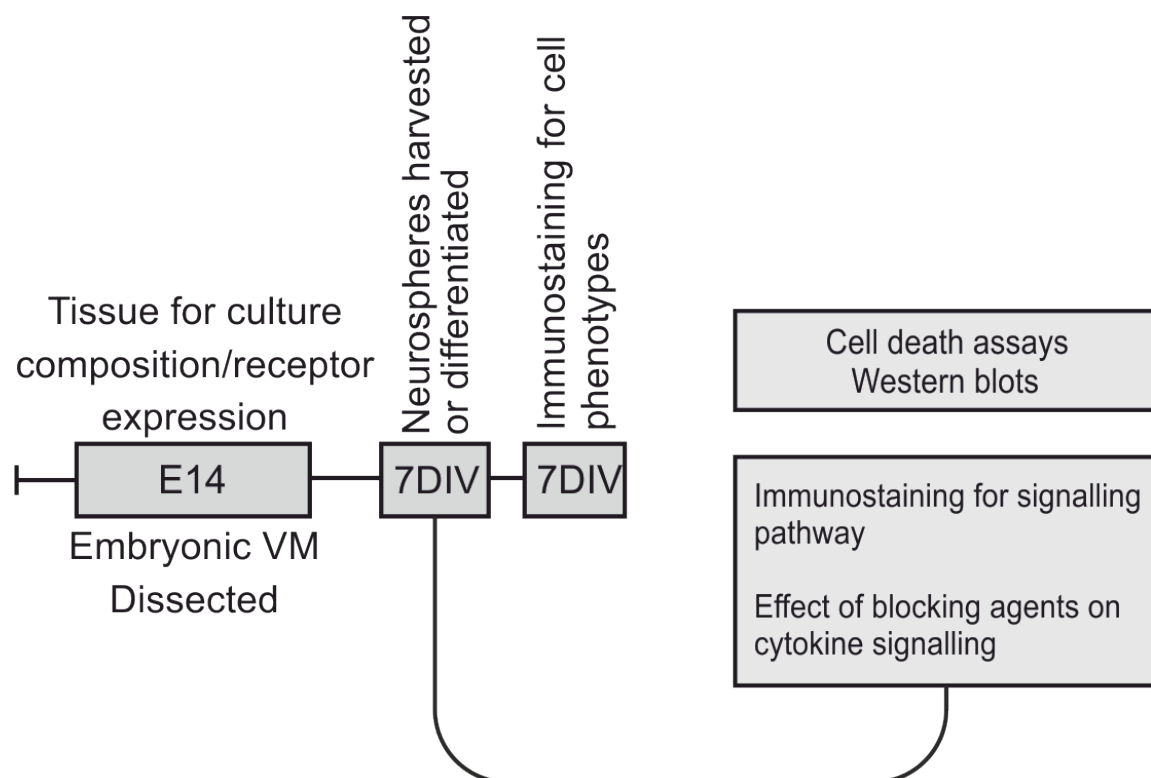 Tissue for culture
composition/receptor
expression
E14
Embryonic VM
Dissected
Neurospheres harvested
or differentiated
7DIV
Immunostaining for cell
phenotypes
7DIV
Cell death assays
Western blots
Immunostaining for signalling
pathway
Effect of blocking agents on
cytokine signalling